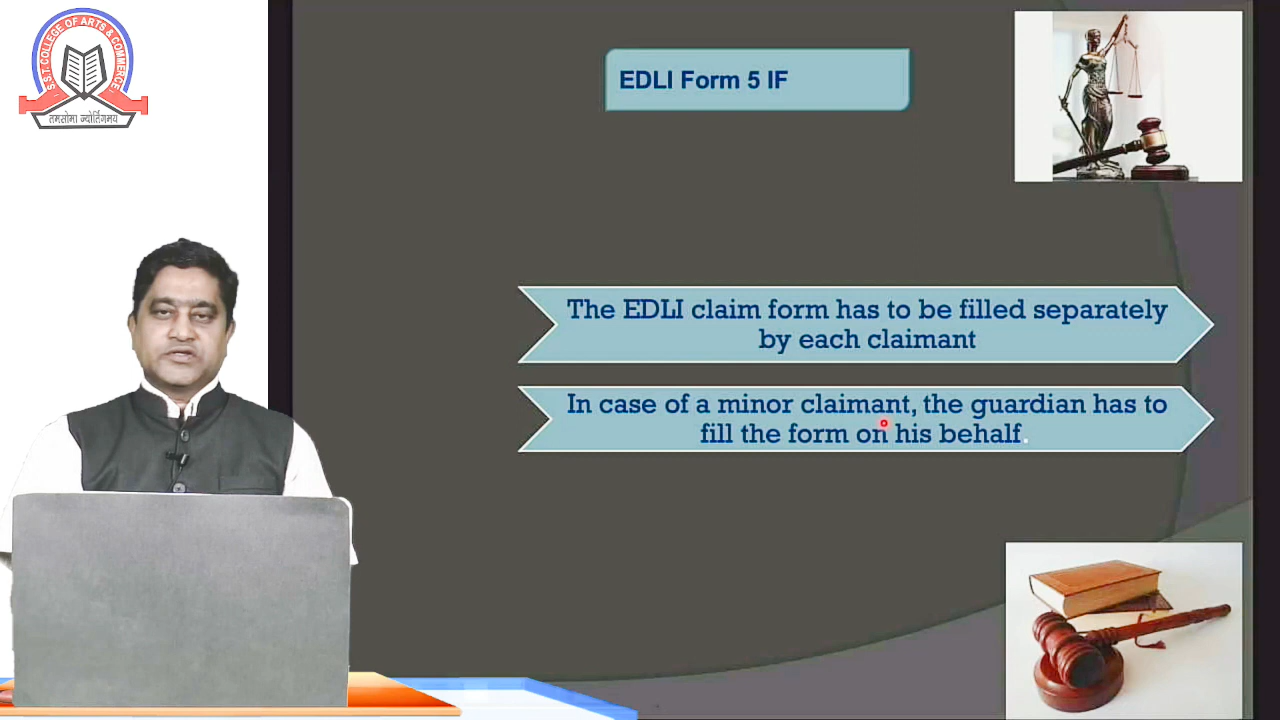 S.S.T. COLLEGE OF ARTS & COMMERCE
तमसोमा ज्योर्तिगमय
EDLI Form 5 IF
The EDLI claim form has to be filled separately
by each claimant
In case of a minor claimant, the guardian has to
fill the form on his behalf.